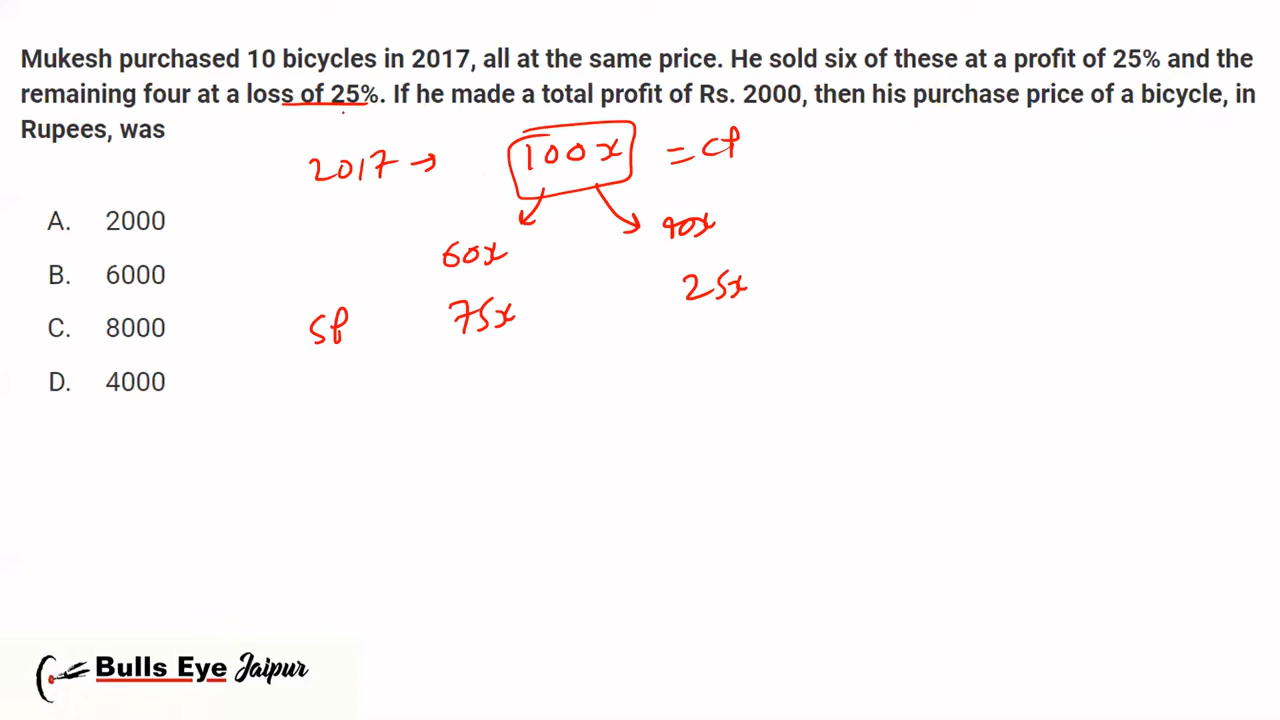 Mukesh purchased 10 bicycles in 2017, all at the same price. He sold six of these at a profit of 25% and the
remaining four at a loss of 25%. If he made a total profit of Rs. 2000, then his purchase price of a bicycle, in
Rupees, was
2017 → 100x = CP
A. 2000
60x 40x
B. 6000
75x 25x
C. 8000
SP
D. 4000
Bulls Eye Jaipur